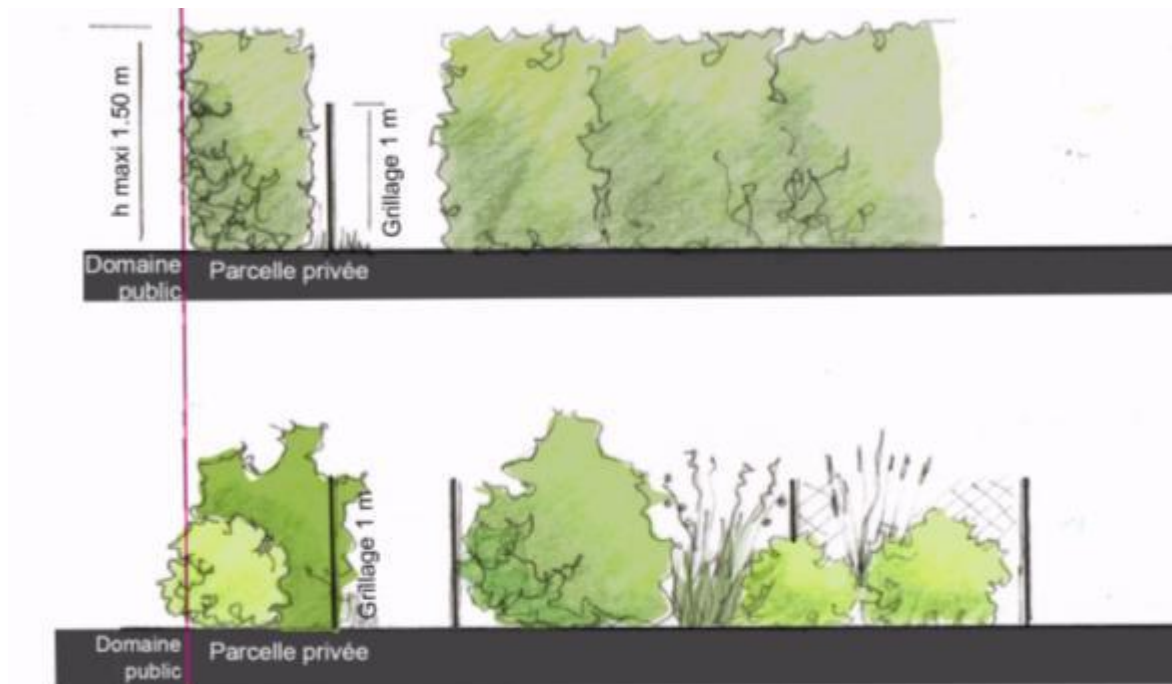 h maxi 1.50 m
Grillage 1 m
Domaine
public
Parcelle privée
Grillage 1 m
Domaine
public
Parcelle privée